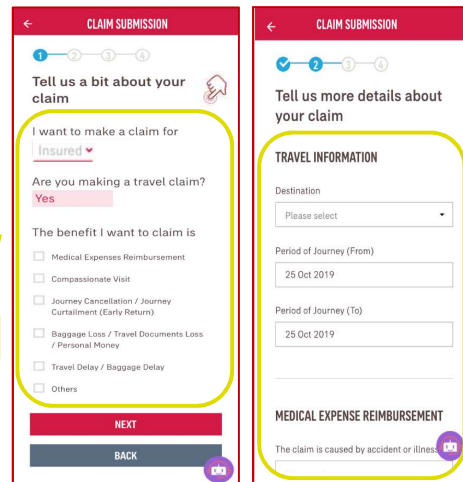 CLAIM SUBMISSION
1 2 3 4
Tell us a bit about your
claim
I want to make a claim for
Insured
Are you making a travel claim?
Yes
The benefit I want to claim is
Medical Expenses Reimbursement
Compassionate Visit
Journey Cancellation / Journey
Curtailment (Early Return)
Baggage Loss / Travel Documents Loss
/ Personal Money
Travel Delay / Baggage Delay
Others
NEXT
BACK
CLAIM SUBMISSION
2 3 4
Tell us more details about
your claim
TRAVEL INFORMATION
Destination
Please select
Period of Journey (From)
25 Oct 2019
Period of Journey (To)
25 Oct 2019
MEDICAL EXPENSE REIMBURSEMENT
The claim is caused by accident or illness